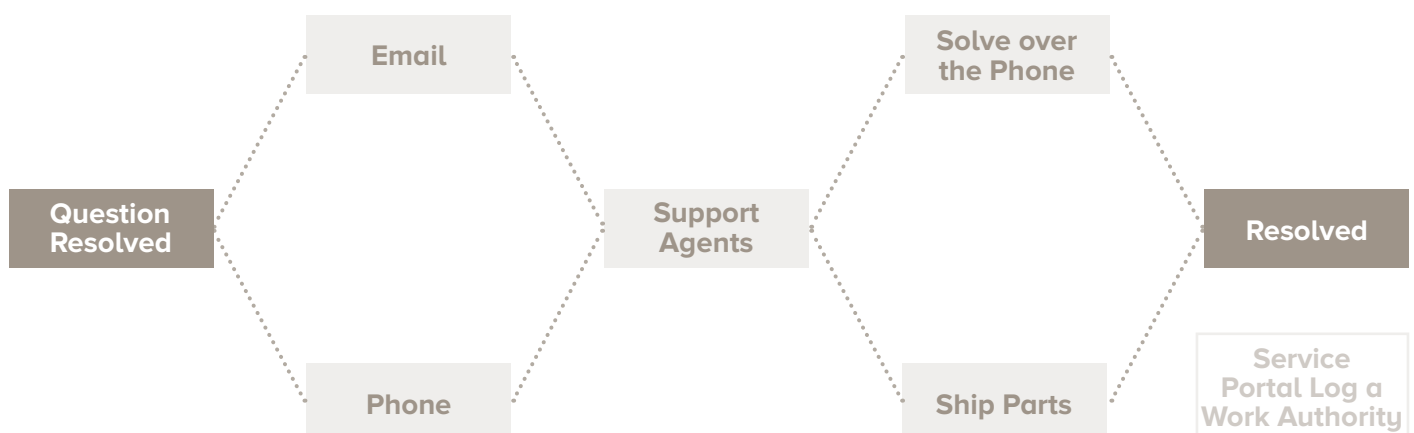 Email
Solve over
the Phone
Question
Resolved
Support
Agents
Resolved
Phone
Ship Parts
Service
Portal Log a
Work Authority